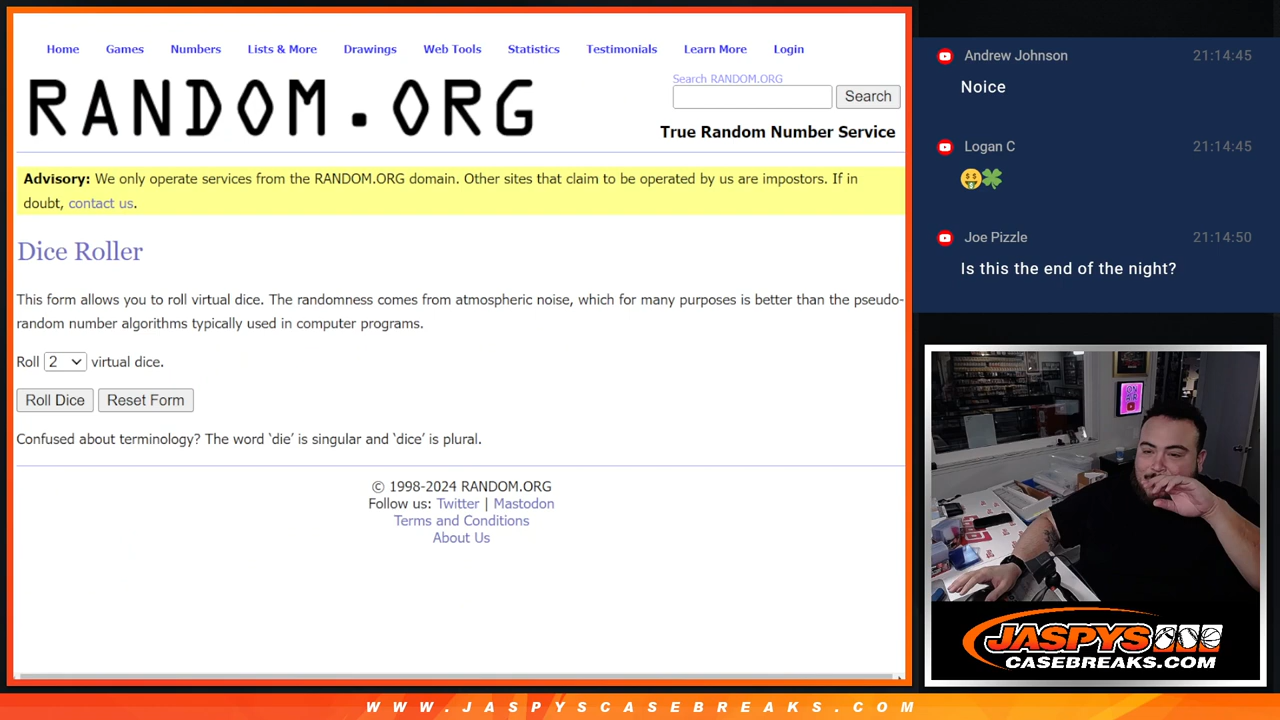 Home Games Numbers Lists & More Drawings Web Tools Statistics Testimonials Learn More Login
RANDOM.ORG
Search RANDOM.ORG
Search
True Random Number Service
Advisory: We only operate services from the RANDOM.ORG domain. Other sites that claim to be operated by us are impostors. If in
doubt, contact us.
Dice Roller
This form allows you to roll virtual dice. The randomness comes from atmospheric noise, which for many purposes is better than the pseudo-
random number algorithms typically used in computer programs.
Roll 2 virtual dice.
Roll Dice Reset Form
Confused about terminology? The word ‘die’ is singular and ‘dice’ is plural.
© 1998-2024 RANDOM.ORG
Follow us: Twitter | Mastodon
Terms and Conditions
About Us
Andrew Johnson 21:14:45
Noice
Logan C 21:14:45
Joe Pizzle 21:14:50
Is this the end of the night?
JASPYS
CASEBREAKS.COM
WWW.JASPYSCASEBREAKS.COM